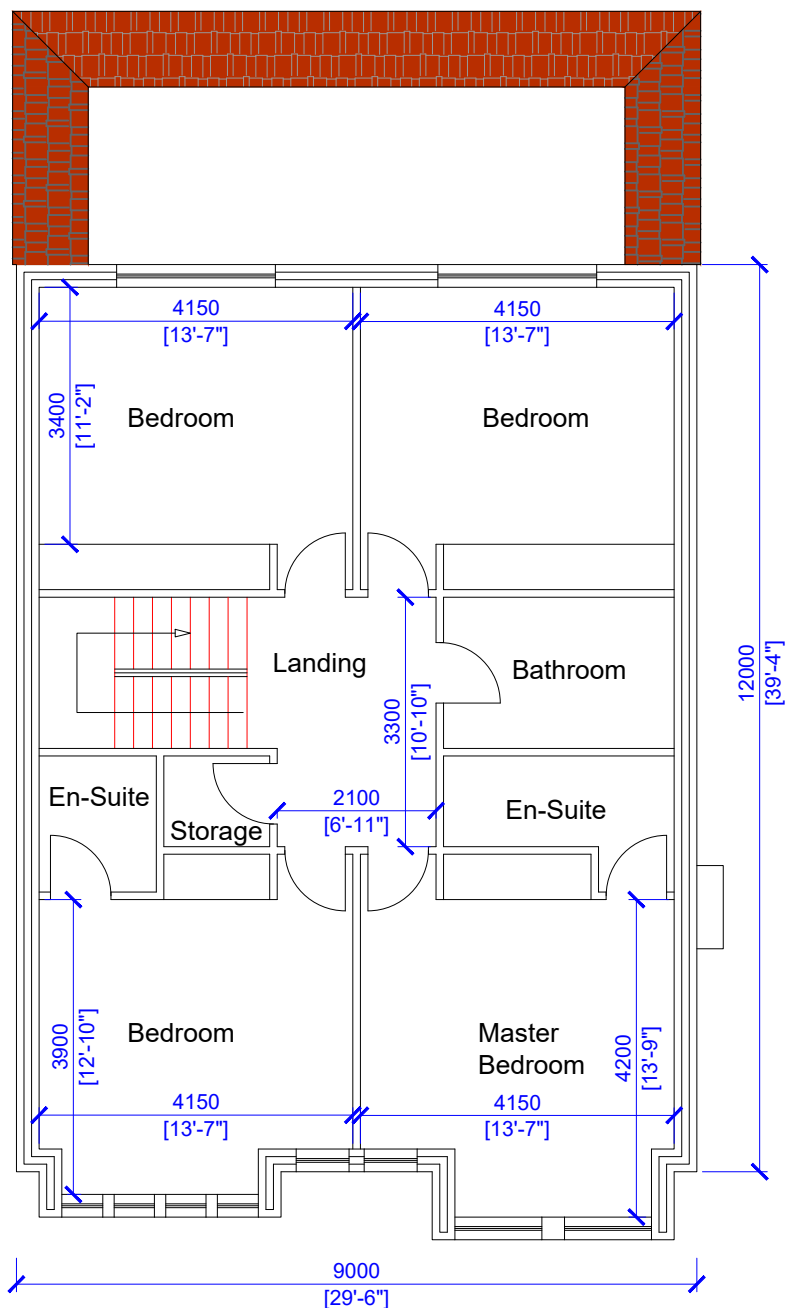 4150
[13'-7"]
4150
[13'-7"]
3400
[11'-2"]
Bedroom
Bedroom
Landing
Bathroom
3300
[10'-10"]
12000
[39'-4"]
En-Suite
Storage
2100
[6'-11"]
En-Suite
3900
[12'-10"]
Bedroom
Master
Bedroom
4200
[13'-9"]
4150
[13'-7"]
4150
[13'-7"]
9000
[29'-6"]